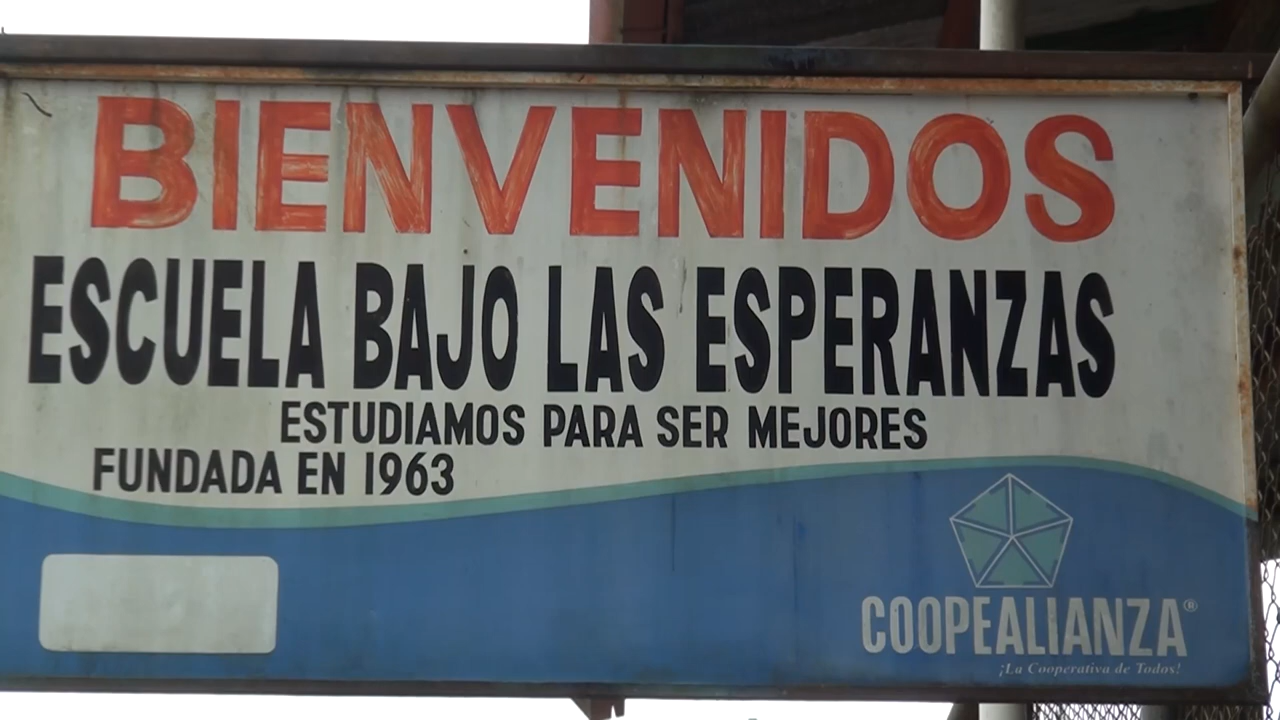 BIENVENIDOS
ESCUELA BAJO LAS ESPERANZAS
ESTUDIAMOS PARA SER MEJORES
FUNDADA EN 1963
COOPEALIANZA®
¡La Cooperativa de Todos!